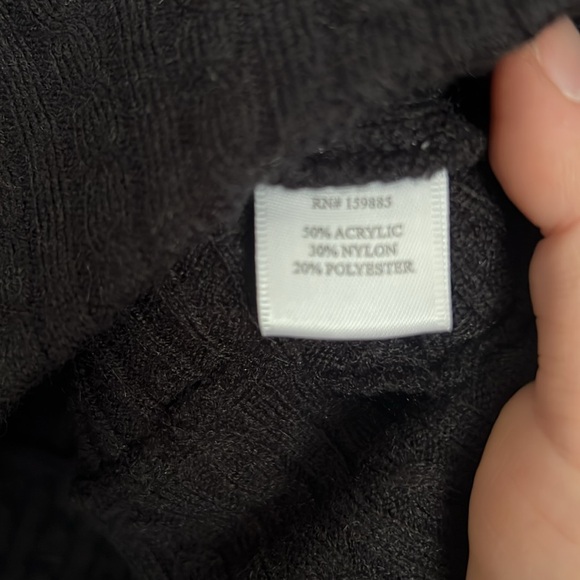 RN# 159885
50% ACRYLIC
30% NYLON
20% POLYESTER